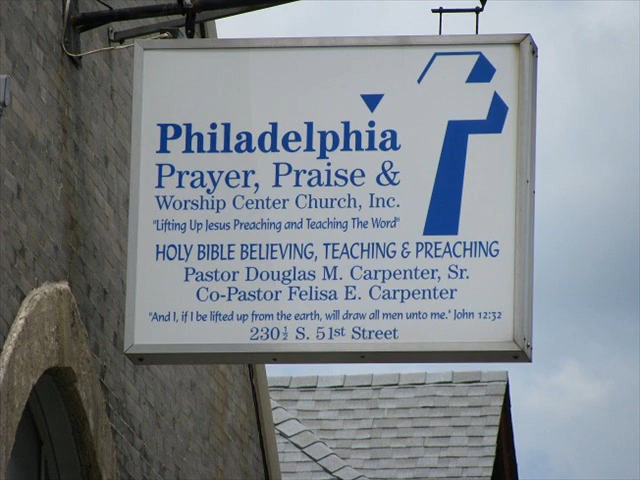 Philadelphia
Prayer, Praise &
Worship Center Church, Inc.
"Lifting Up Jesus Preaching and Teaching The Word"
HOLY BIBLE BELIEVING, TEACHING & PREACHING
Pastor Douglas M. Carpenter, Sr.
Co-Pastor Felisa E. Carpenter
"And I, if I be lifted up from the earth, will draw all men unto me." John 12:32
230½ S. 51st Street